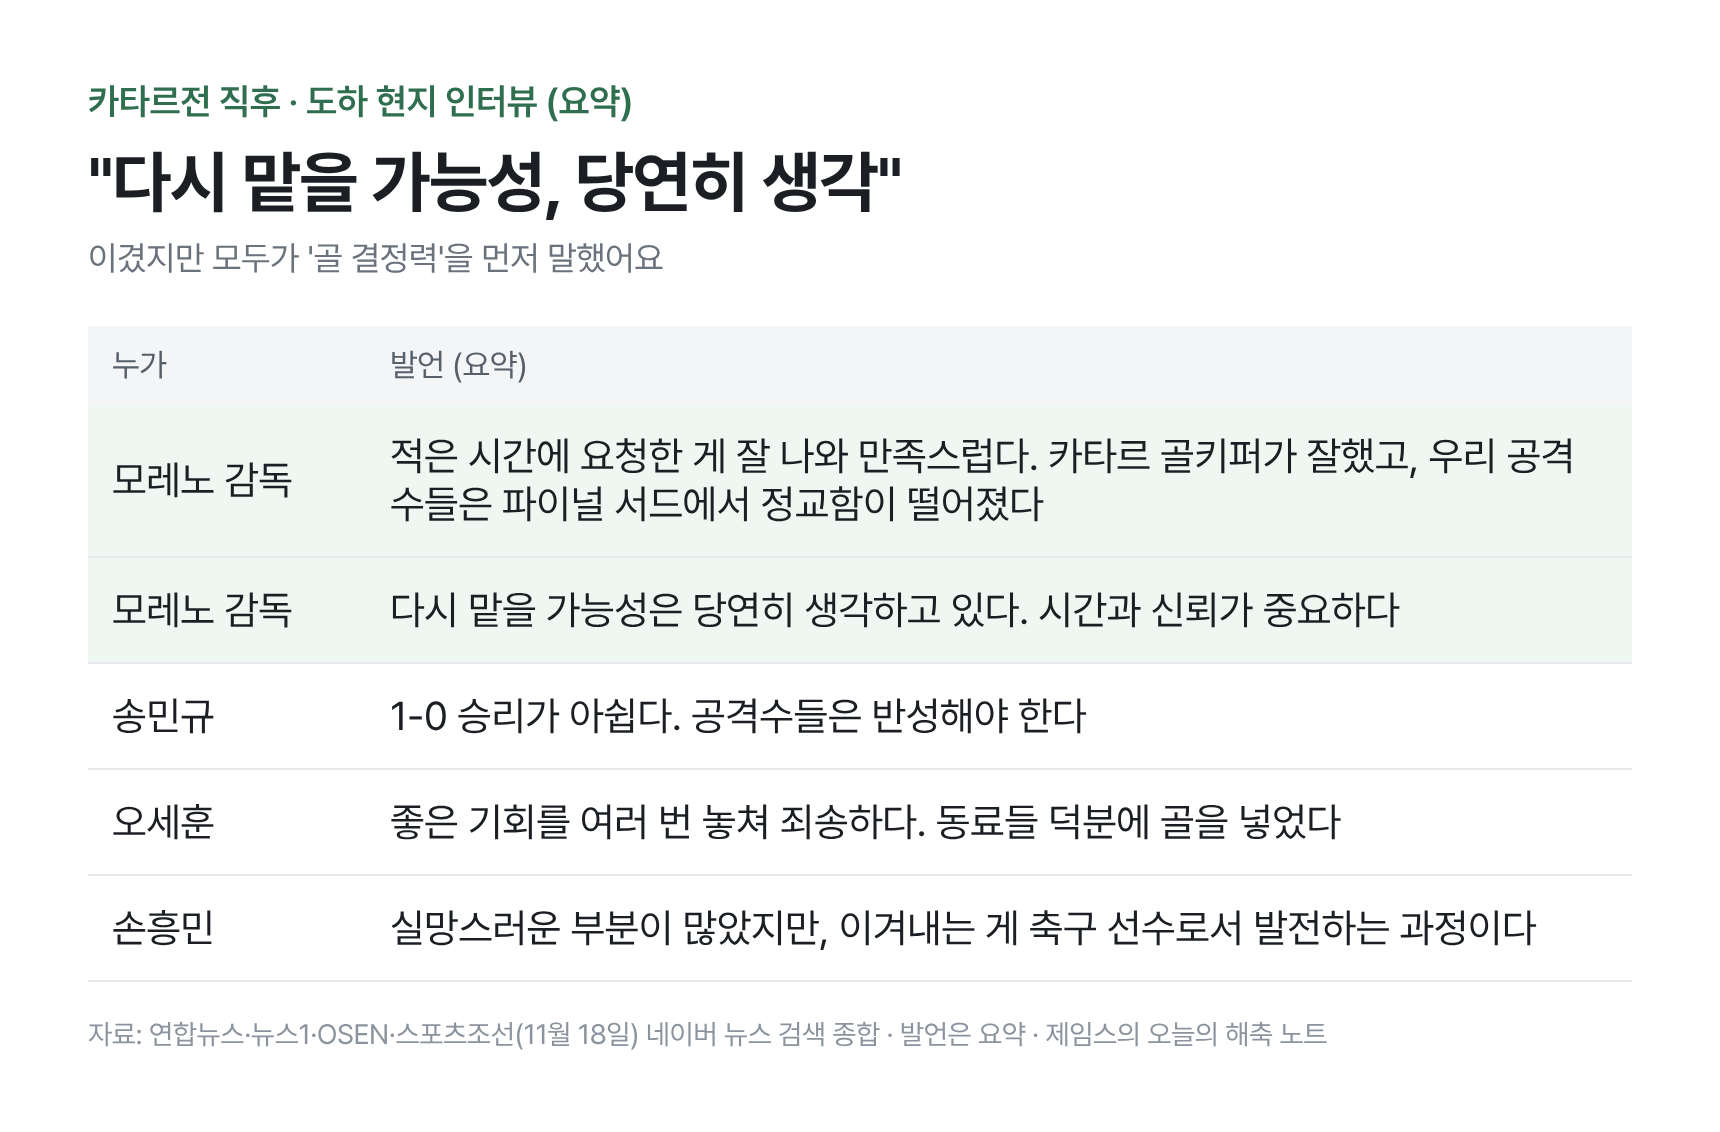 카타르전 직후 · 도하 현지 인터뷰 (요약)
"다시 맡을 가능성, 당연히 생각"
이겼지만 모두가 '골 결정력'을 먼저 말했어요
누가 발언 (요약)
모레노 감독 적은 시간에 요청한 게 잘 나와 만족스럽다. 카타르 골키퍼가 잘했고, 우리 공격
수들은 파이널 서드에서 정교함이 떨어졌다
모레노 감독 다시 맡을 가능성은 당연히 생각하고 있다. 시간과 신뢰가 중요하다
송민규 1-0 승리가 아쉽다. 공격수들은 반성해야 한다
오세훈 좋은 기회를 여러 번 놓쳐 죄송하다. 동료들 덕분에 골을 넣었다
손흥민 실망스러운 부분이 많았지만, 이겨내는 게 축구 선수로서 발전하는 과정이다
자료: 연합뉴스·뉴스1·OSEN·스포츠조선(11월 18일) 네이버 뉴스 검색 종합 · 발언은 요약 · 제임스의 오늘의 해축 노트